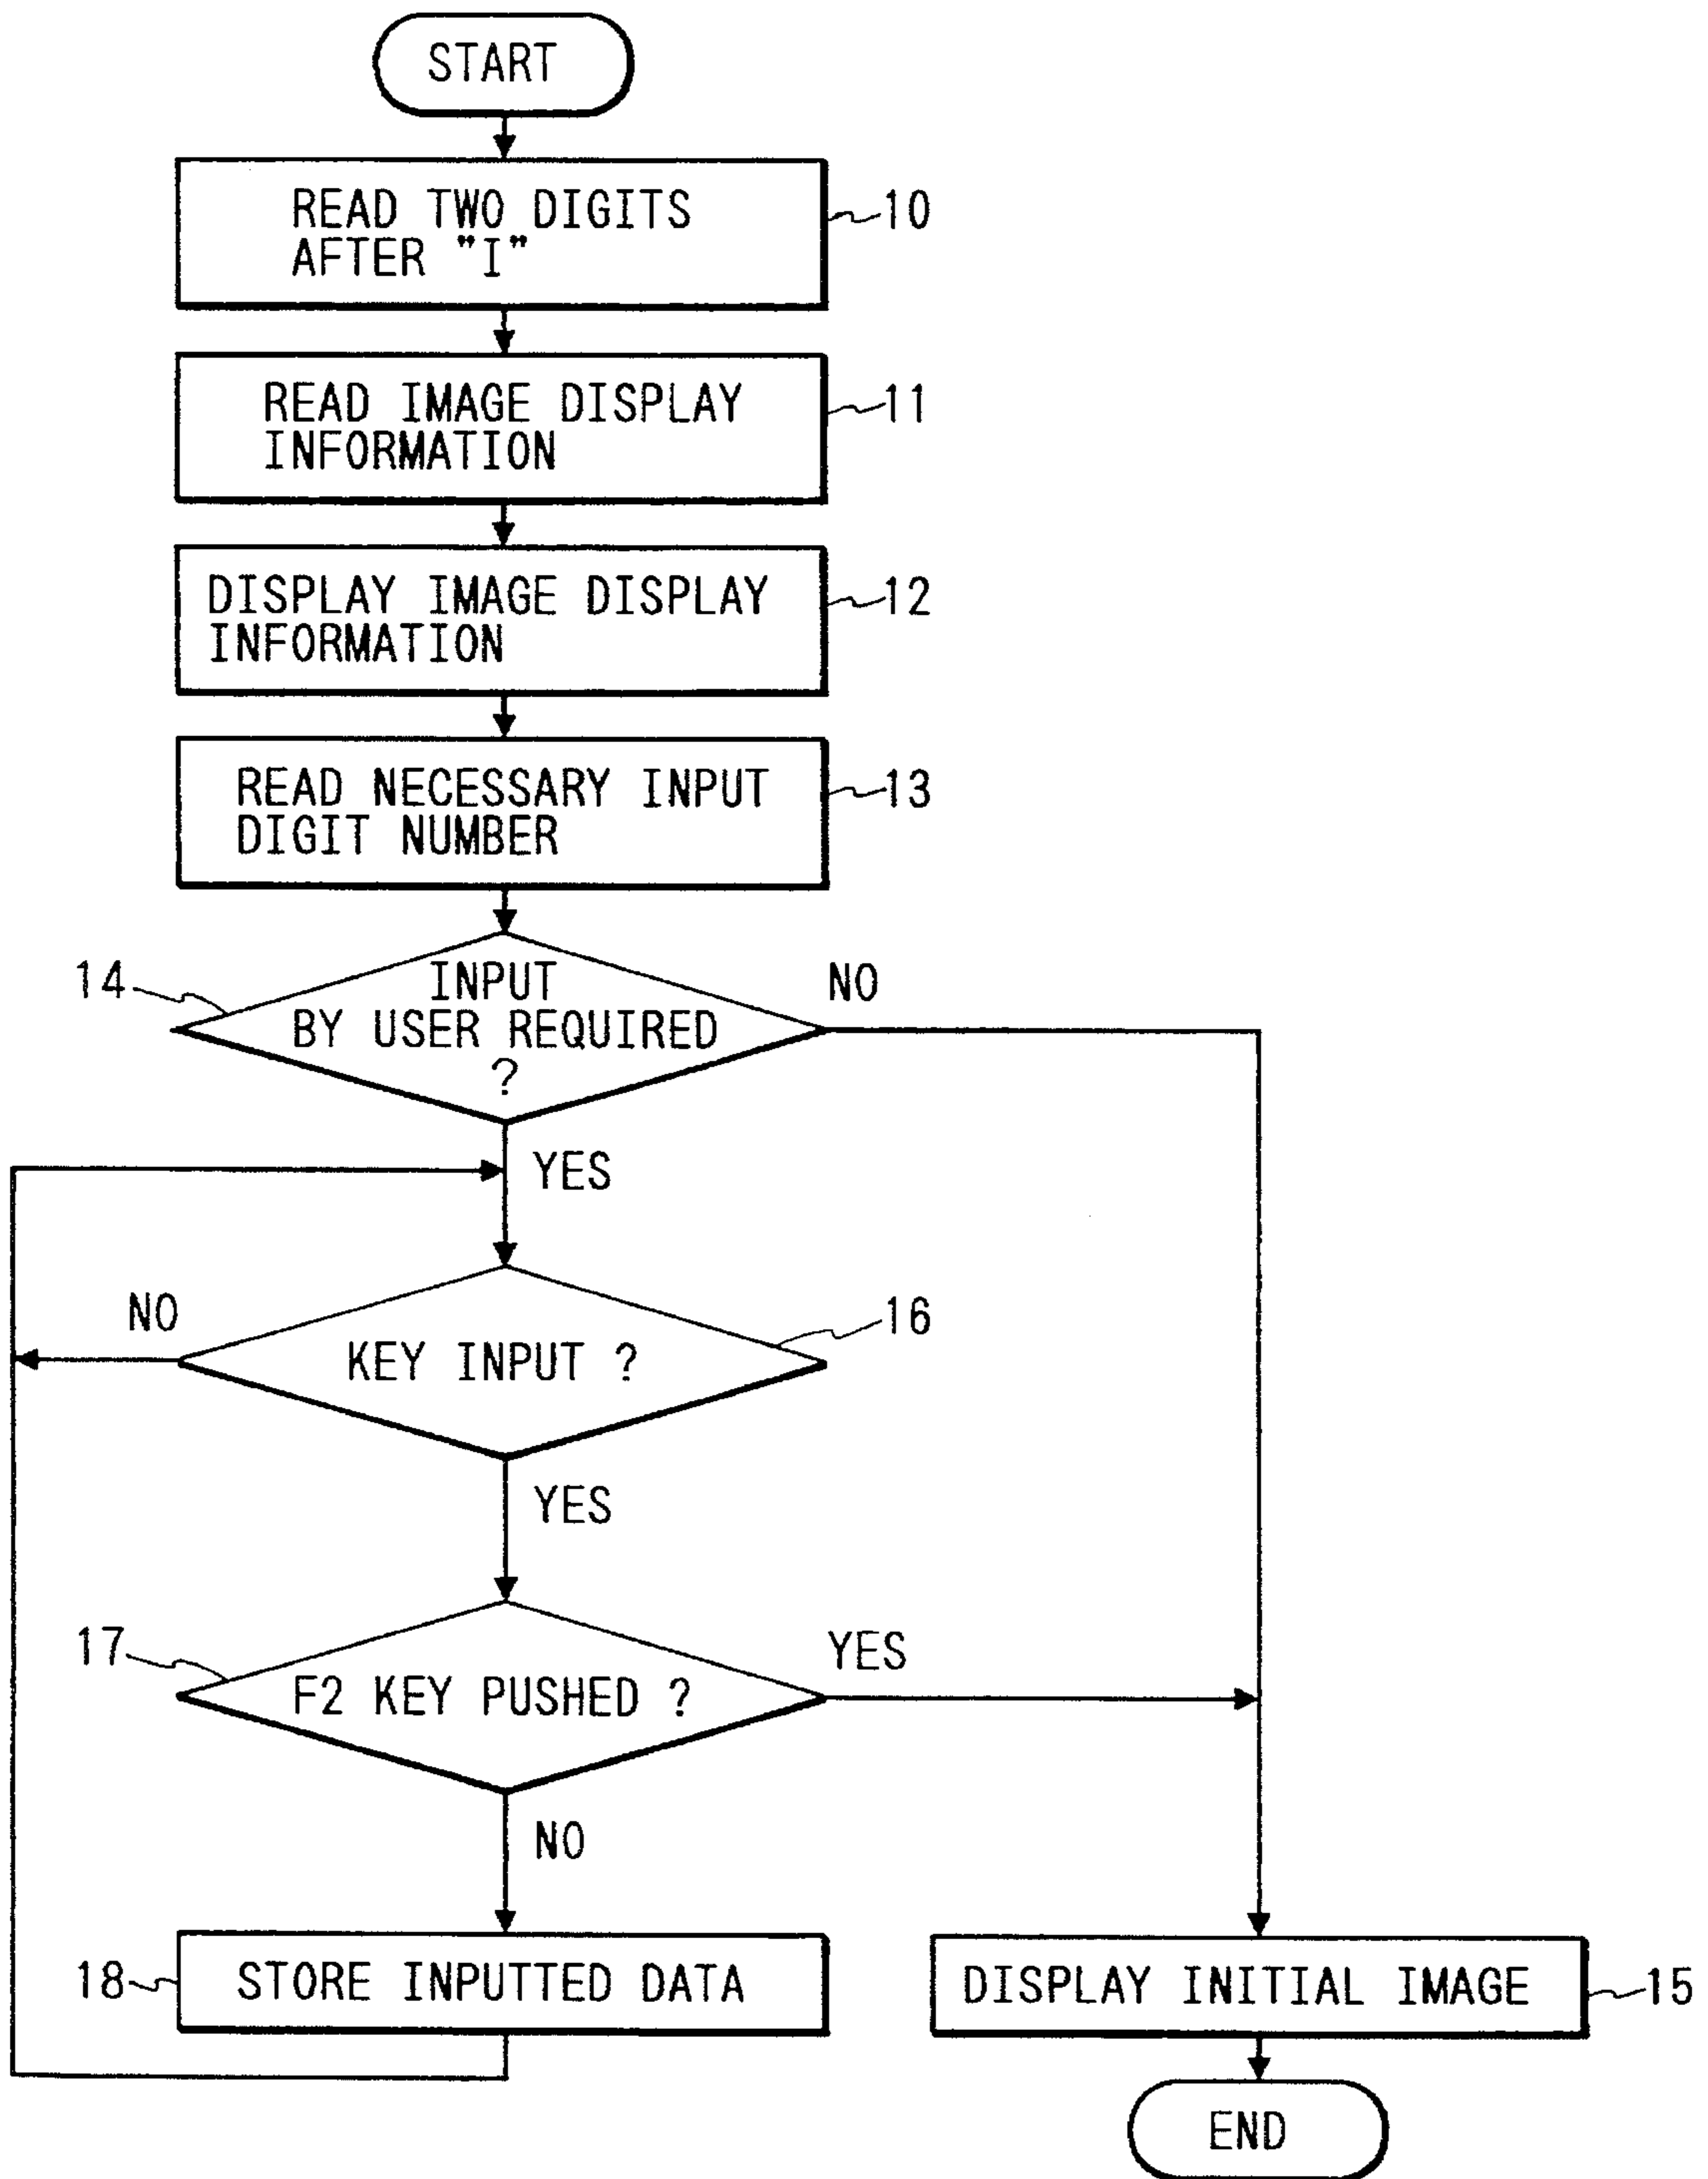 START
READ TWO DIGITS
AFTER "I"
10
READ IMAGE DISPLAY
INFORMATION
11
DISPLAY IMAGE DISPLAY
INFORMATION
12
READ NECESSARY INPUT
DIGIT NUMBER
13
14
INPUT
BY USER REQUIRED
?
NO
YES
NO
KEY INPUT ?
16
YES
17
F2 KEY PUSHED ?
YES
NO
18
STORE INPUTTED DATA
DISPLAY INITIAL IMAGE
15
END